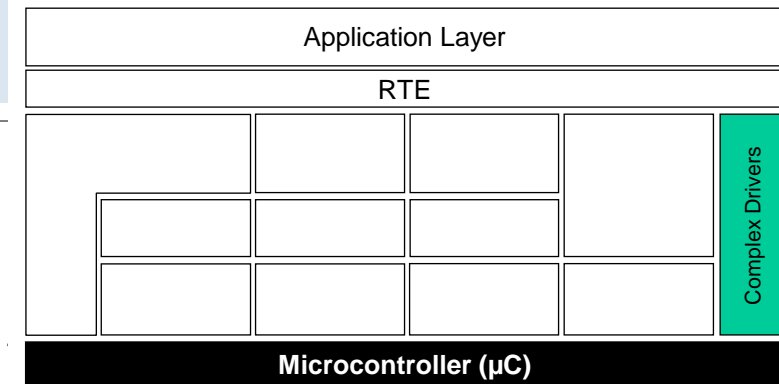 Application Layer
RTE
Complex Drivers
Microcontroller (µC)